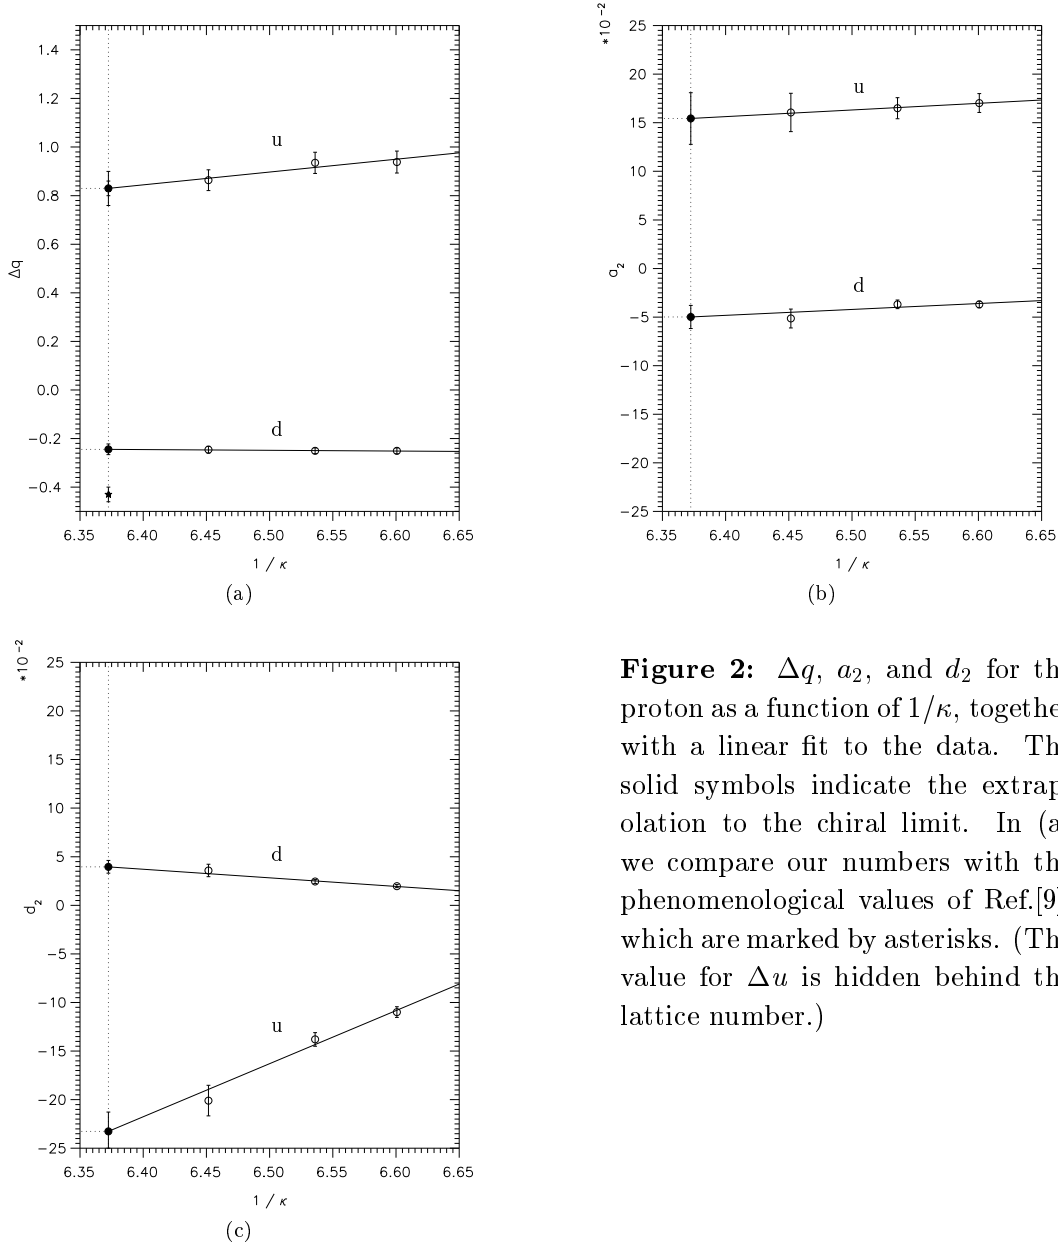 *10⁻²
1.4
1.2
1.0
0.8
0.6
0.4
0.2
0.0
−0.2
−0.4
Δq
u
d
6.35 6.40 6.45 6.50 6.55 6.60 6.65
1 / κ
(a)
25
20
15
10
5
0
−5
−10
−15
−20
−25
a₂
u
d
6.35 6.40 6.45 6.50 6.55 6.60 6.65
1 / κ
(b)
*10⁻²
25
20
15
10
5
0
−5
−10
−15
−20
−25
d₂
d
u
6.35 6.40 6.45 6.50 6.55 6.60 6.65
1 / κ
(c)
Figure 2: Δq, a₂, and d₂ for th
proton as a function of 1/κ, togethe
with a linear fit to the data. Th
solid symbols indicate the extrap
olation to the chiral limit. In (a
we compare our numbers with th
phenomenological values of Ref.[9]
which are marked by asterisks. (Th
value for Δu is hidden behind th
lattice number.)